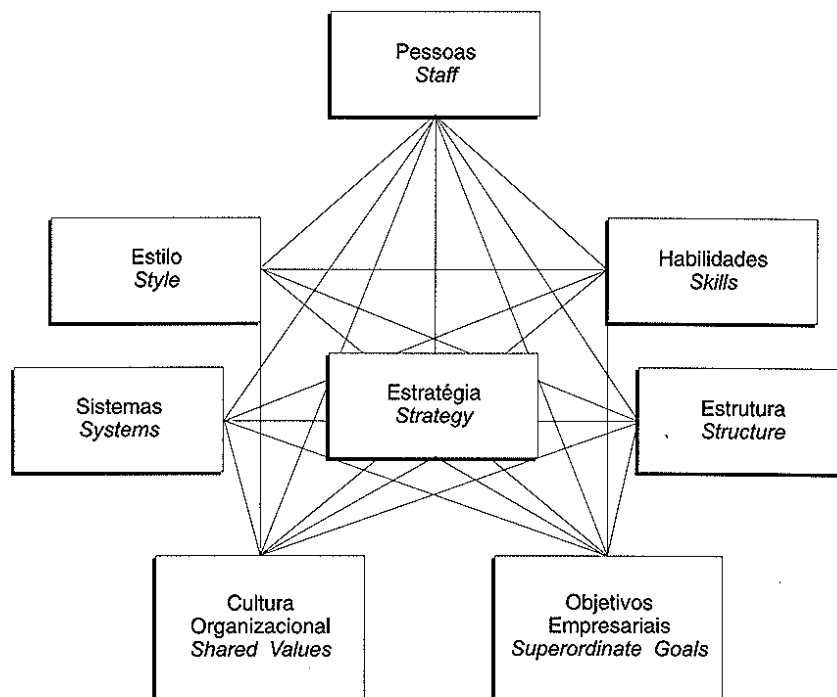 Pessoas
Staff
Estilo
Style
Habilidades
Skills
Sistemas
Systems
Estratégia
Strategy
Estrutura
Structure
Cultura
Organizacional
Shared Values
Objetivos
Empresariais
Superordinate Goals